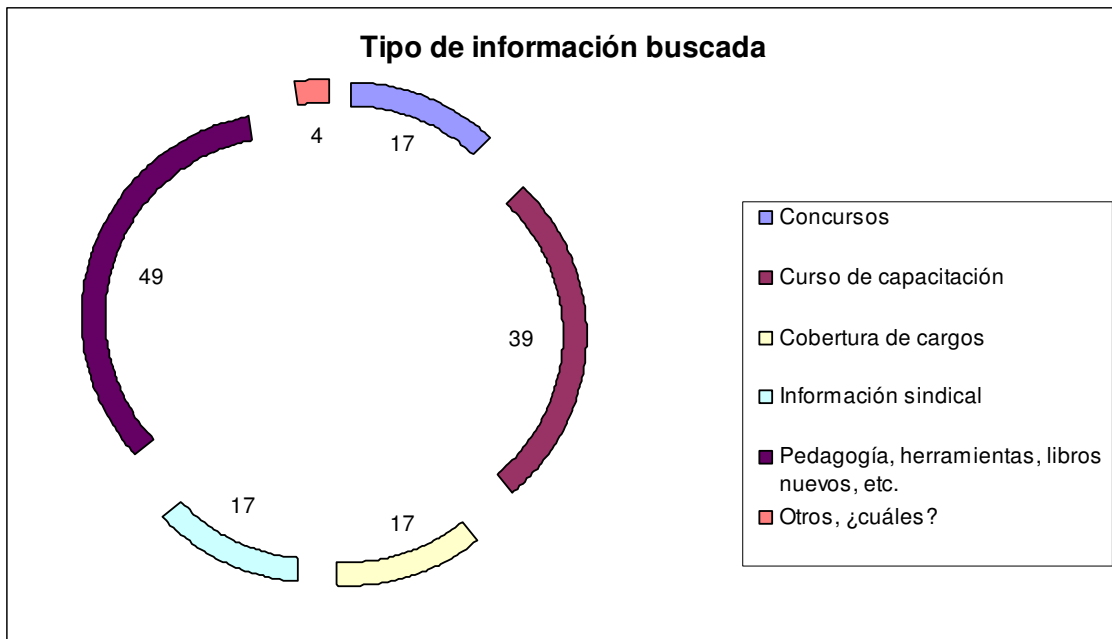 Tipo de información buscada
4
17
49
39
17
17
Concursos
Curso de capacitación
Cobertura de cargos
Información sindical
Pedagogía, herramientas, libros
nuevos, etc.
Otros, ¿cuáles?